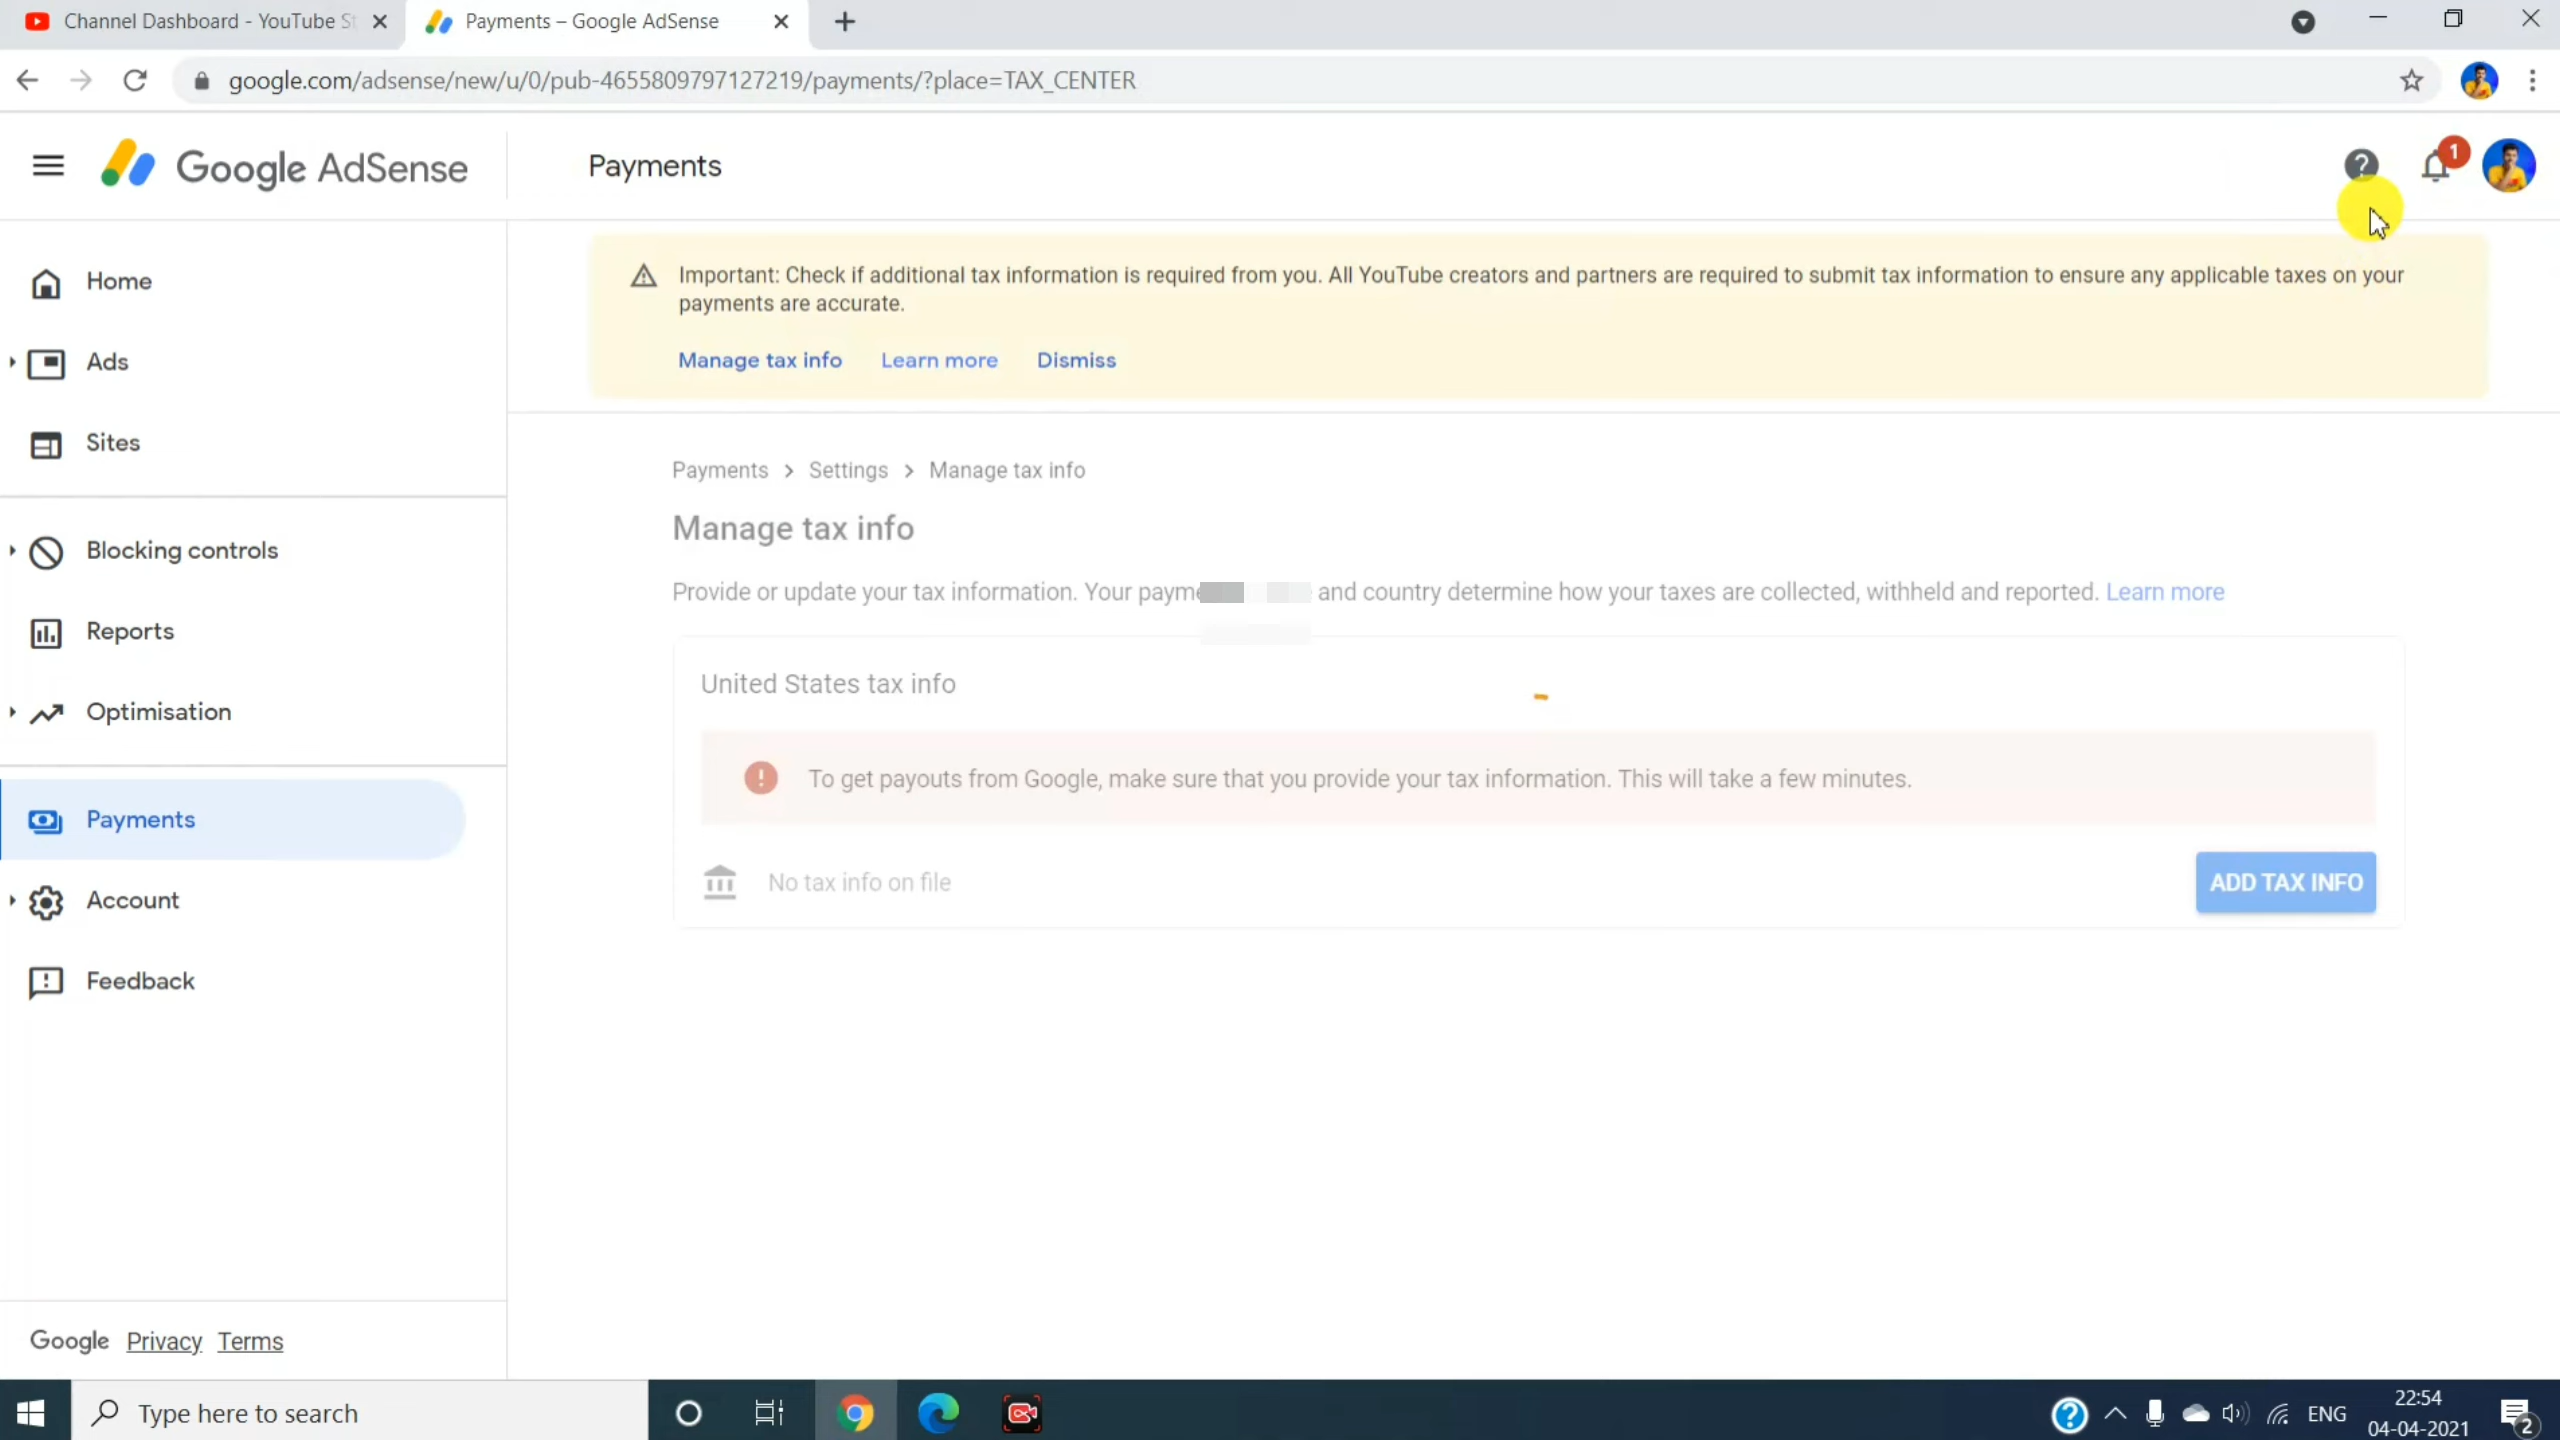 Channel Dashboard - YouTube St
Payments – Google AdSense
google.com/adsense/new/u/0/pub-4655809797127219/payments/?place=TAX_CENTER
Google AdSense
Payments
1
Home
Ads
Sites
Blocking controls
Reports
Optimisation
Payments
Account
Feedback
Google Privacy Terms
Important: Check if additional tax information is required from you. All YouTube creators and partners are required to submit tax information to ensure any applicable taxes on your
payments are accurate.
Manage tax info Learn more Dismiss
Payments > Settings > Manage tax info
Manage tax info
Provide or update your tax information. Your and country determine how your taxes are collected, withheld and reported. Learn more
United States tax info
To get payouts from Google, make sure that you provide your tax information. This will take a few minutes.
No tax info on file
ADD TAX INFO
Type here to search
ENG
22:54
04-04-2021
2